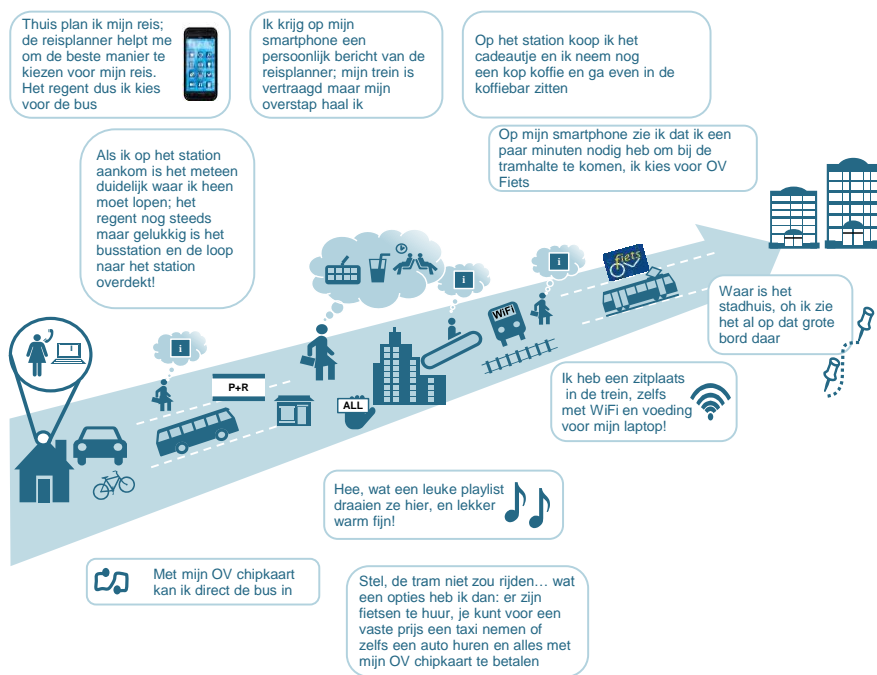 Thuis plan ik mijn reis;
de reisplanner helpt me
om de beste manier te
kiezen voor mijn reis.
Het regent dus ik kies
voor de bus
Ik krijg op mijn
smartphone een
persoonlijk bericht van de
reisplanner; mijn trein is
vertraagd maar mijn
overstap haal ik
Op het station koop ik het
cadeautje en ik neem nog
een kop koffie en ga even in de
koffiebar zitten
Op mijn smartphone zie ik dat ik een
paar minuten nodig heb om bij de
tramhalte te komen, ik kies voor OV
Fiets
Als ik op het station
aankom is het meteen
duidelijk waar ik heen
moet lopen; het
regent nog steeds
maar gelukkig is het
busstation en de loop
naar het station
overdekt!
fiets
i
i
Waar is het
stadhuis, oh ik zie
het al op dat grote
bord daar
WiFi
i
P+R
ALL
Ik heb een zitplaats
in de trein, zelfs
met WiFi en voeding
voor mijn laptop!
Hee, wat een leuke playlist
draaien ze hier, en lekker
warm fijn!
Met mijn OV chipkaart
kan ik direct de bus in
Stel, de tram niet zou rijden… wat
een opties heb ik dan: er zijn
fietsen te huur, je kunt voor een
vaste prijs een taxi nemen of
zelfs een auto huren en alles met
mijn OV chipkaart te betalen